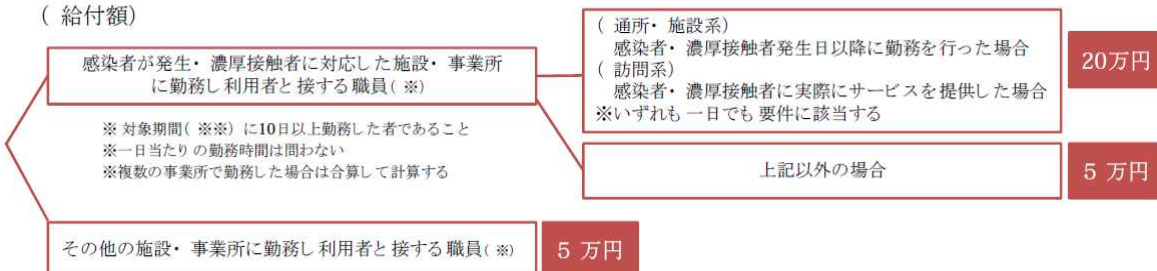 (給付額)
感染者が発生・濃厚接触者に対応した施設・事業所
に勤務し利用者と接する職員(※)
※対象期間(※※)に10日以上勤務した者であること
※一日当たりの勤務時間は問わない
※複数の事業所で勤務した場合は合算して計算する
(通所・施設系)
感染者・濃厚接触者発生日以降に勤務を行った場合
(訪問系)
感染者・濃厚接触者に実際にサービスを提供した場合
※いずれも一日でも要件に該当する
20万円
上記以外の場合
5万円
その他の施設・事業所に勤務し利用者と接する職員(※)
5万円